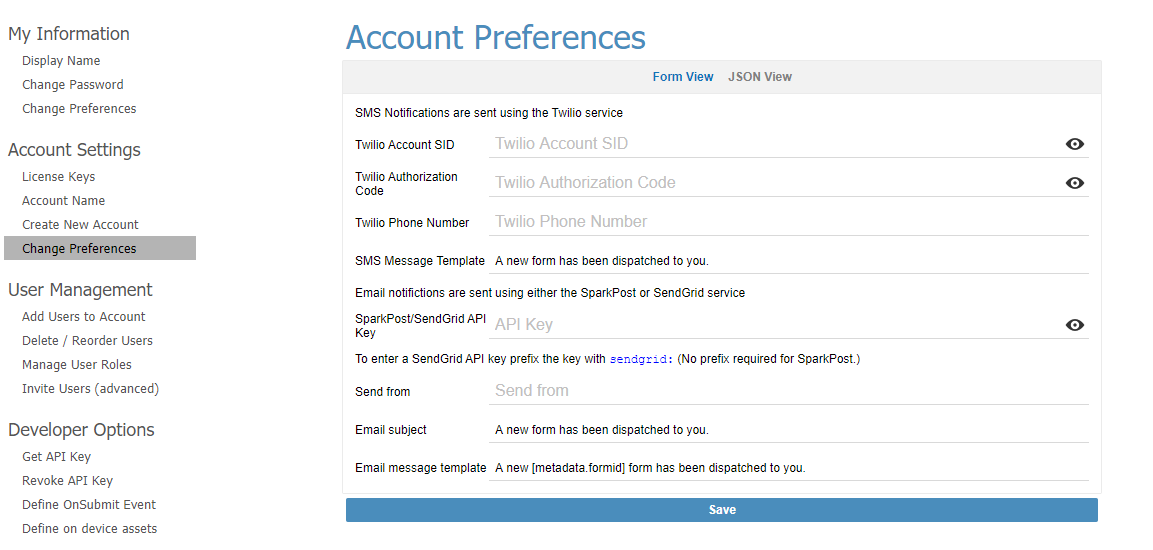 My Information
Display Name
Change Password
Change Preferences
Account Settings
License Keys
Account Name
Create New Account
Change Preferences
User Management
Add Users to Account
Delete / Reorder Users
Manage User Roles
Invite Users (advanced)
Developer Options
Get API Key
Revoke API Key
Define OnSubmit Event
Define on device assets
Account Preferences
Form View JSON View
SMS Notifications are sent using the Twilio service
Twilio Account SID Twilio Account SID
Twilio Authorization
Code Twilio Authorization Code
Twilio Phone Number Twilio Phone Number
SMS Message Template A new form has been dispatched to you.
Email notifictions are sent using either the SparkPost or SendGrid service
SparkPost/SendGrid API
Key API Key
To enter a SendGrid API key prefix the key with sendgrid: (No prefix required for SparkPost.)
Send from Send from
Email subject A new form has been dispatched to you.
Email message template A new [metadata.formid] form has been dispatched to you.
Save